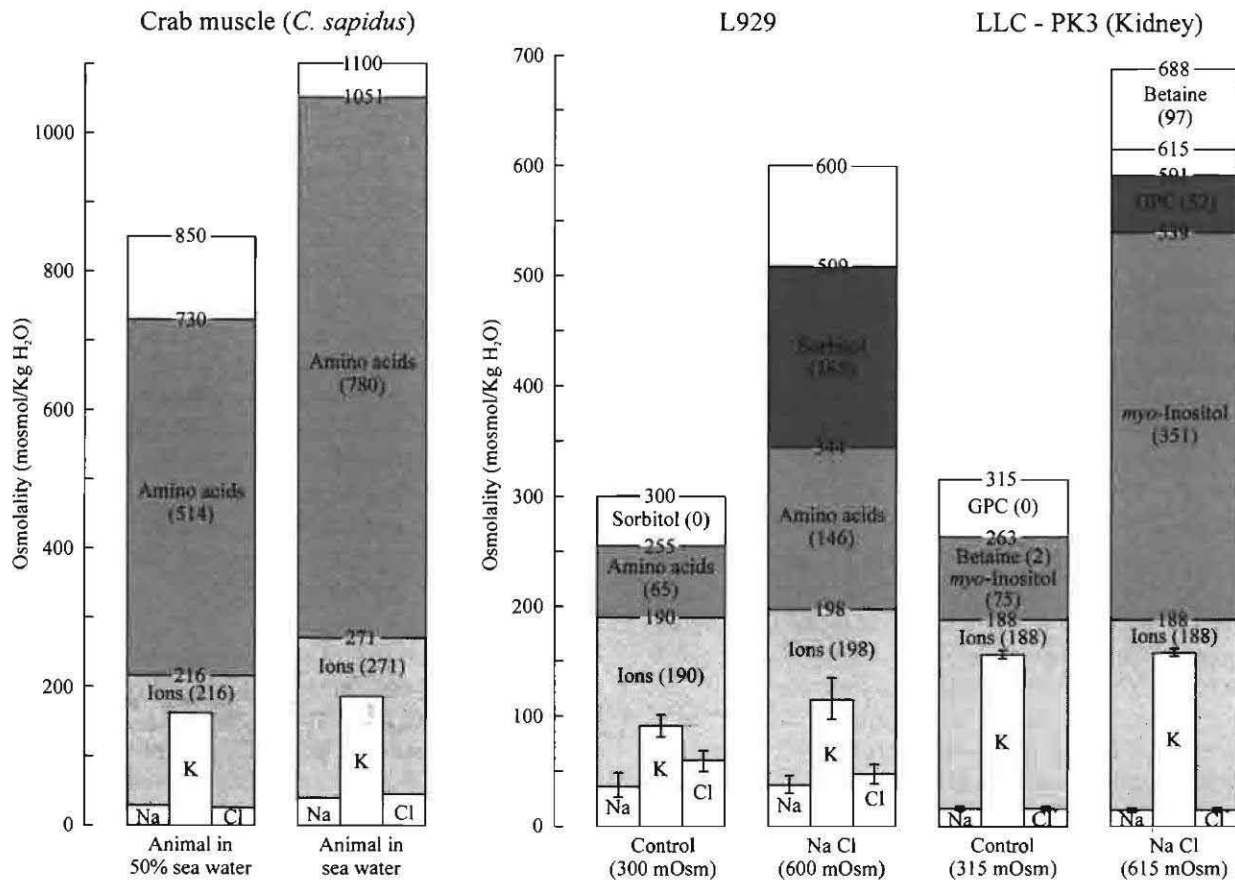 Crab muscle (C. sapidus)
Osmolality (mosmol/Kg H2O)
1000
800
600
400
200
0
850
730
Amino acids
(514)
216
Ions (216)
K
Na
Cl
Animal in
50% sea water
1100
1051
Amino acids
(780)
271
Ions (271)
K
Na
Cl
Animal in
sea water
L929
Osmolality (mosmol/Kg H2O)
700
600
500
400
300
200
100
0
300
Sorbitol (0)
255
Amino acids
(65)
190
Ions (190)
K
Na
Cl
Control
(300 mOsm)
600
509
Sorbitol
344
Amino acids
(146)
198
Ions (198)
K
Na
Cl
Na Cl
(600 mOsm)
LLC - PK3 (Kidney)
315
GPC (0)
263
Betaine (2)
myo-Inositol
(75)
188
Ions (188)
K
Na
Cl
Control
(315 mOsm)
688
Betaine
(97)
615
591
GPC (52)
539
myo-Inositol
(351)
188
Ions (188)
K
Na
Cl
Na Cl
(615 mOsm)